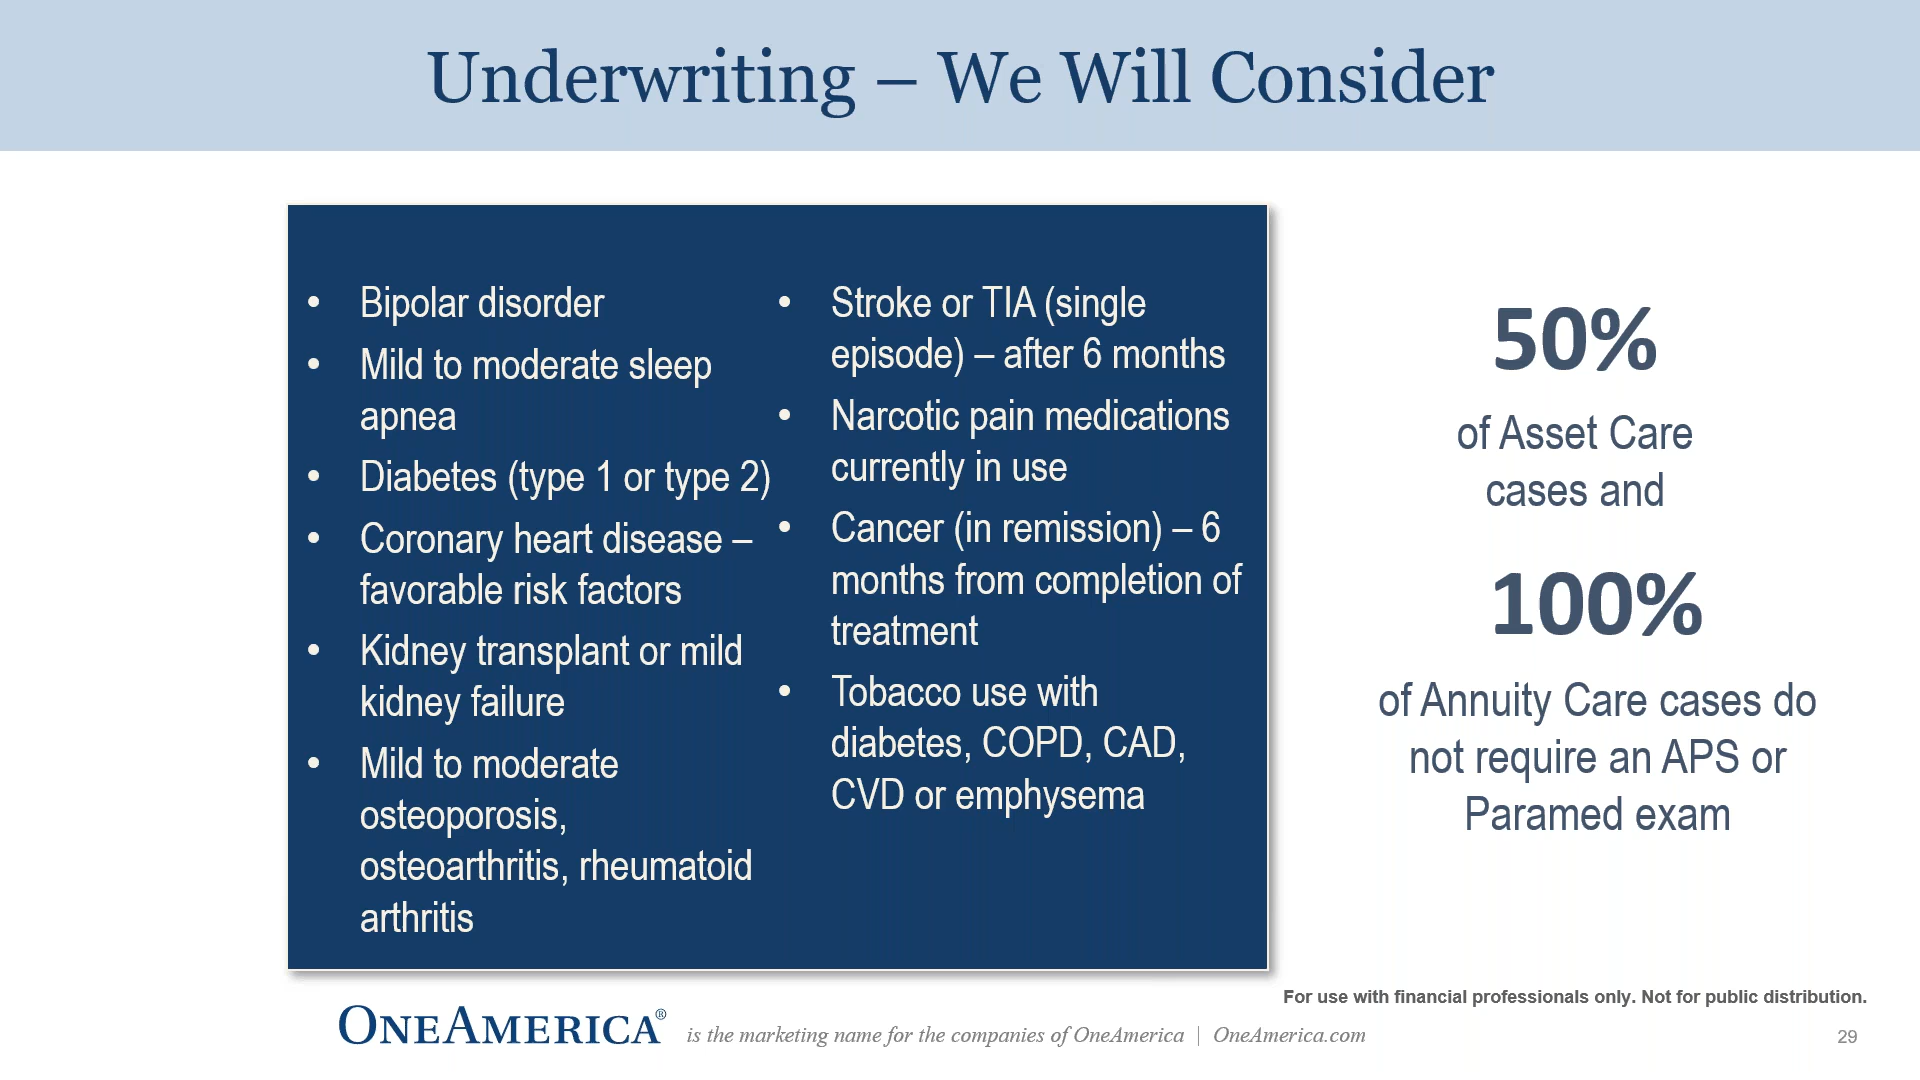 Underwriting – We Will Consider
• Bipolar disorder
• Mild to moderate sleep
apnea
• Diabetes (type 1 or type 2)
• Coronary heart disease –
favorable risk factors
• Kidney transplant or mild
kidney failure
• Mild to moderate
osteoporosis,
osteoarthritis, rheumatoid
arthritis
• Stroke or TIA (single
episode) – after 6 months
• Narcotic pain medications
currently in use
• Cancer (in remission) – 6
months from completion of
treatment
• Tobacco use with
diabetes, COPD, CAD,
CVD or emphysema
50%
of Asset Care
cases and
100%
of Annuity Care cases do
not require an APS or
Paramed exam
For use with financial professionals only. Not for public distribution.
ONEAMERICA® is the marketing name for the companies of OneAmerica | OneAmerica.com
29